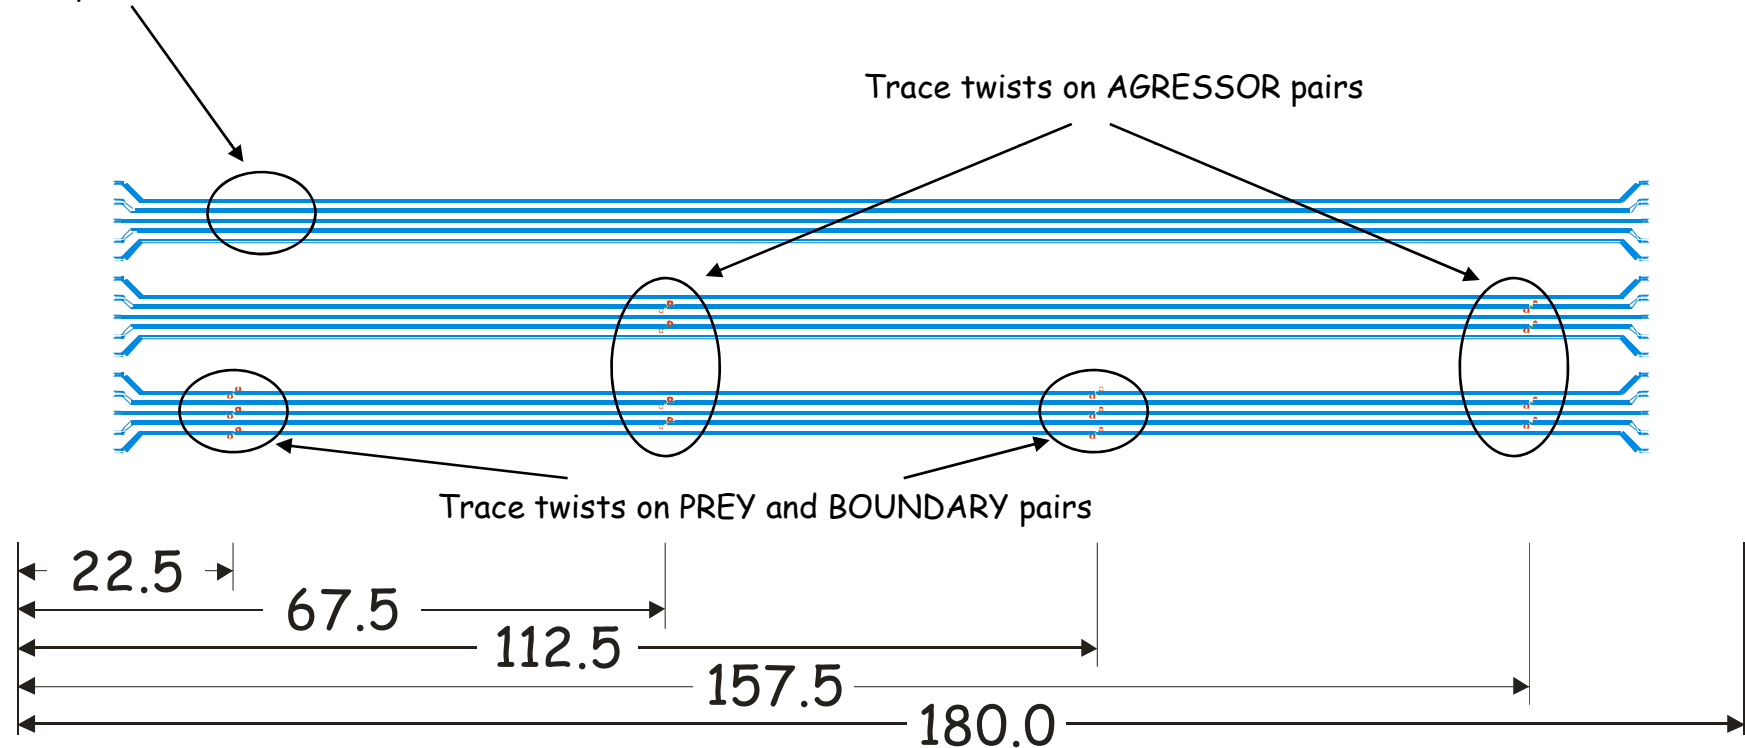 Trace twists on AGRESSOR pairs
Trace twists on PREY and BOUNDARY pairs
22.5
67.5
112.5
157.5
180.0